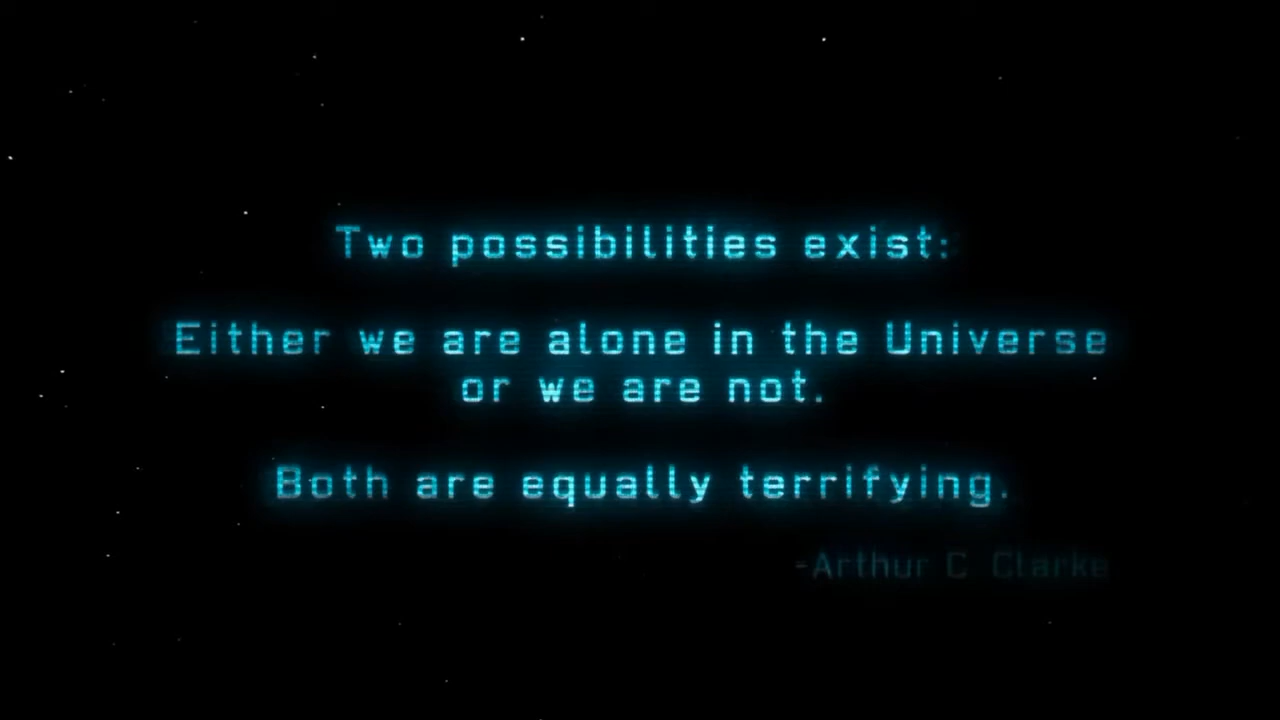 Two possibilities exist:
Either we are alone in the Universe
or we are not.
Both are equally terrifying.
-Arthur C. Clarke